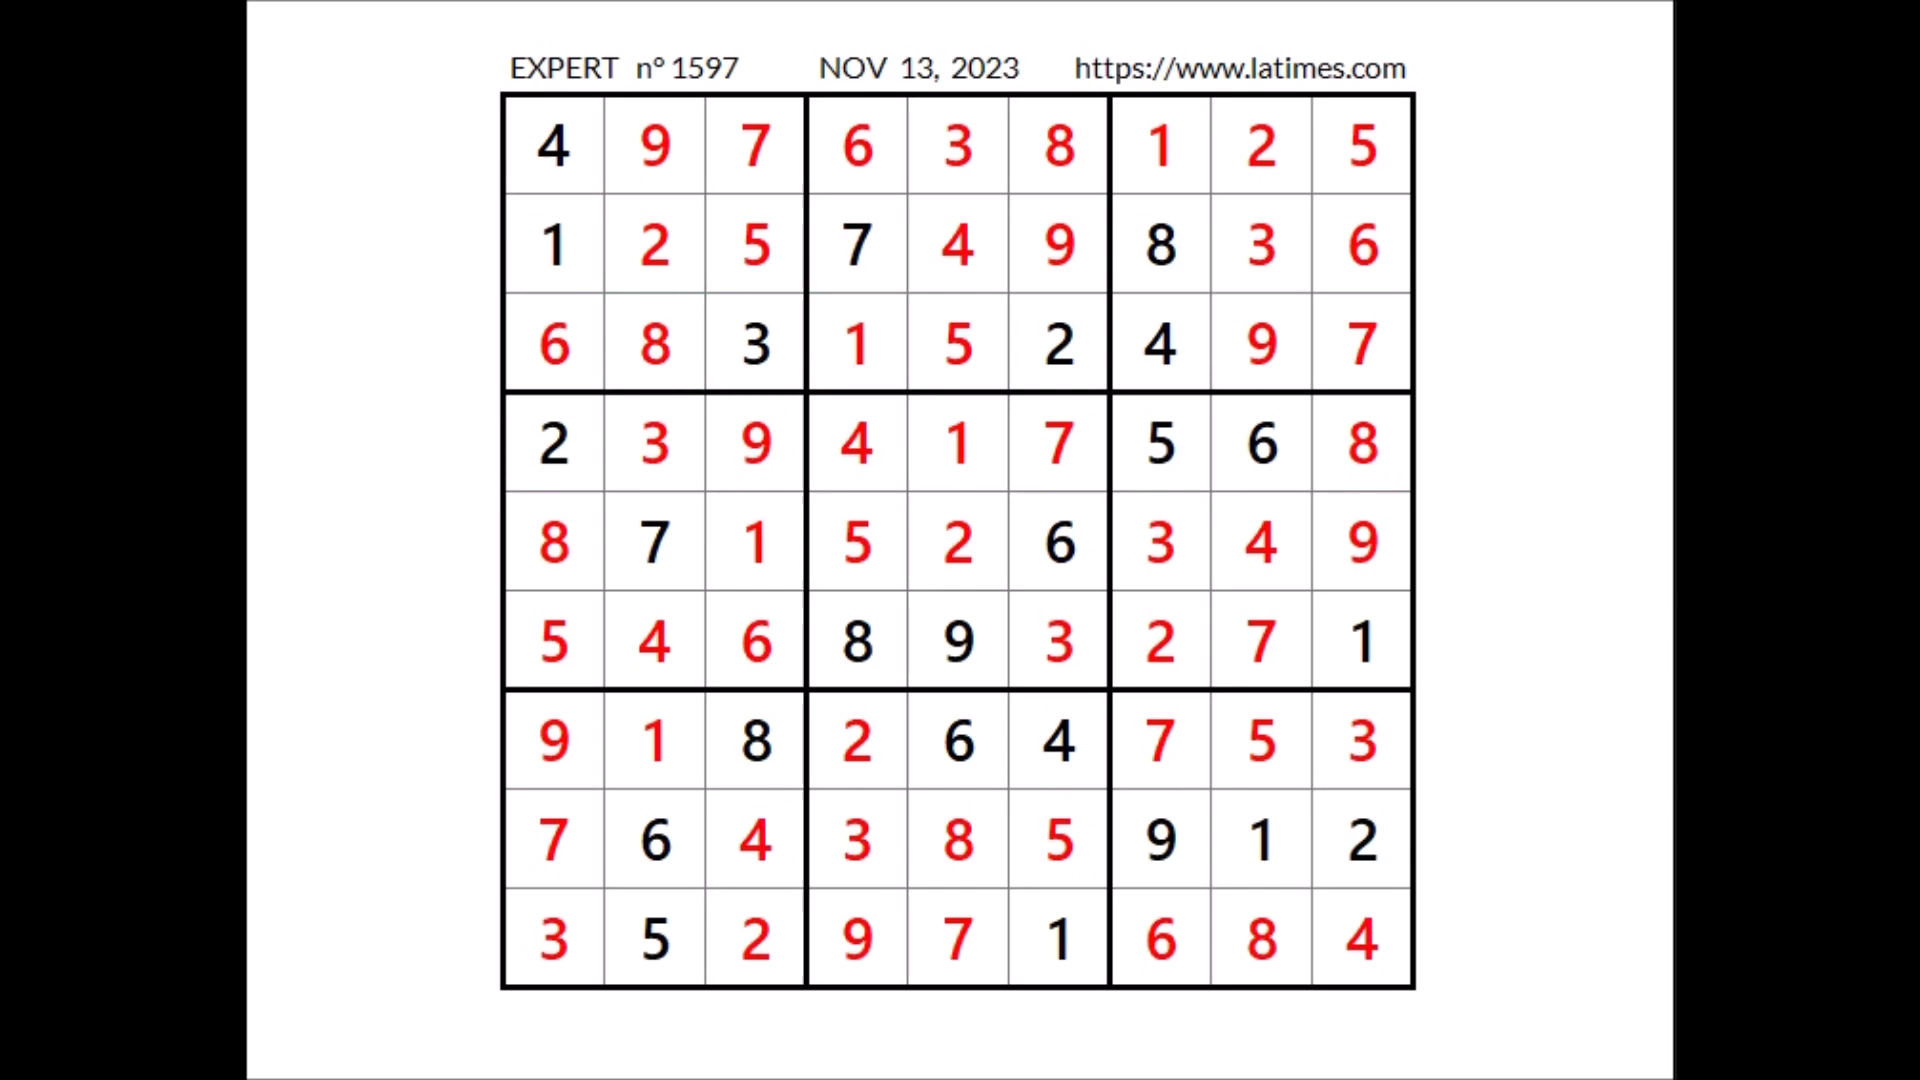 EXPERT n° 1597 NOV 13, 2023 https://www.latimes.com
4 9 7 6 3 8 1 2 5
1 2 5 7 4 9 8 3 6
6 8 3 1 5 2 4 9 7
2 3 9 4 1 7 5 6 8
8 7 1 5 2 6 3 4 9
5 4 6 8 9 3 2 7 1
9 1 8 2 6 4 7 5 3
7 6 4 3 8 5 9 1 2
3 5 2 9 7 1 6 8 4